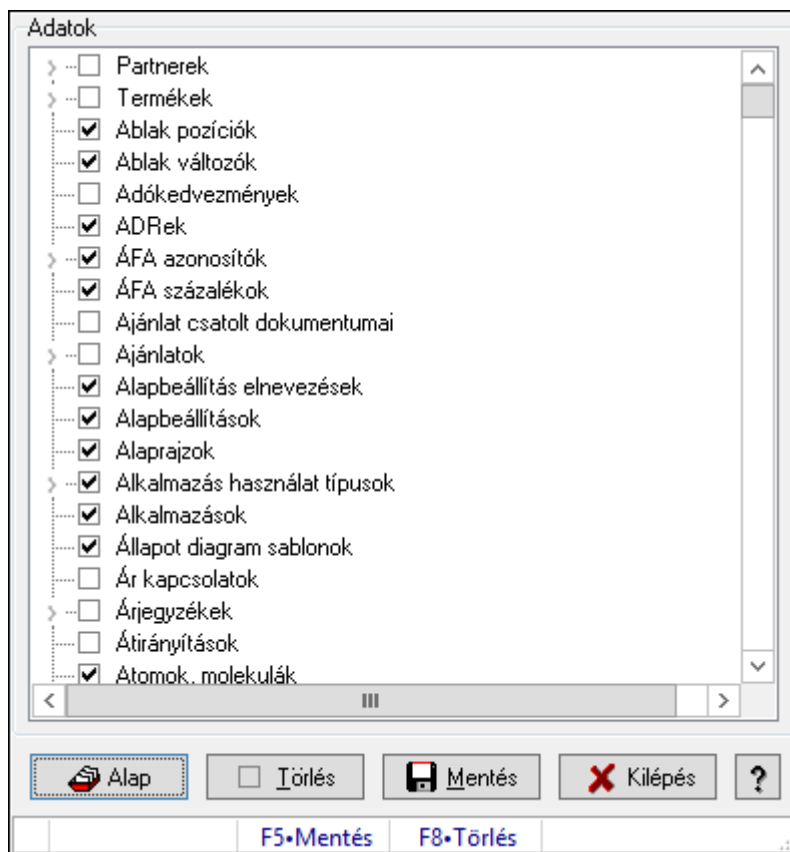 Adatok
Partnerek
Termékek
Ablak pozíciók
Ablak változók
Adókedvezmények
ADRek
ÁFA azonosítók
ÁFA százalékok
Ajánlat csatolt dokumentumai
Ajánlatok
Alapbeállítás elnevezések
Alapbeállítások
Alaprajzok
Alkalmazás használat típusok
Alkalmazások
Állapot diagram sablonok
Ár kapcsolatok
Árjegyzékek
Átirányítások
Atomok, molekulák
Alap Törlés Mentés Kilépés ?
F5•Mentés F8•Törlés